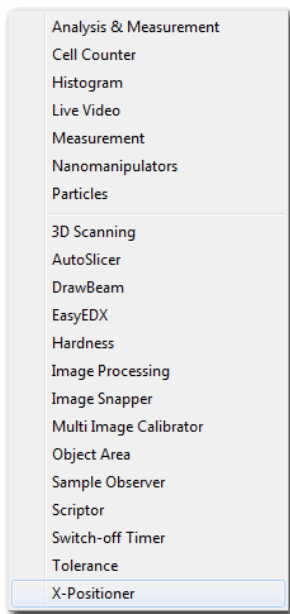 Analysis & Measurement
Cell Counter
Histogram
Live Video
Measurement
Nanomanipulators
Particles
3D Scanning
AutoSlicer
DrawBeam
EasyEDX
Hardness
Image Processing
Image Snapper
Multi Image Calibrator
Object Area
Sample Observer
Scriptor
Switch-off Timer
Tolerance
X-Positioner